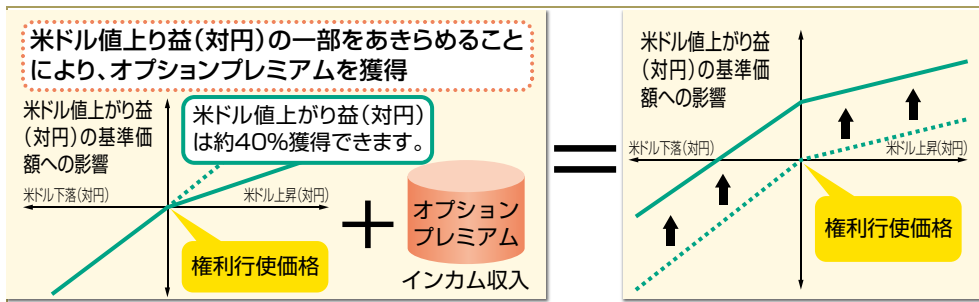 米ドル値上り益(対円)の一部をあきらめること
により、オプションプレミアムを獲得
米ドル値上がり益
(対円)の基準価
額への影響
米ドル値上がり益(対円)
は約40%獲得できます。
米ドル下落(対円)
米ドル上昇(対円)
権利行使価格
+
オプション
プレミアム
インカム収入
=
米ドル値上がり益
(対円)の基準価
額への影響
米ドル下落(対円)
米ドル上昇(対円)
権利行使価格